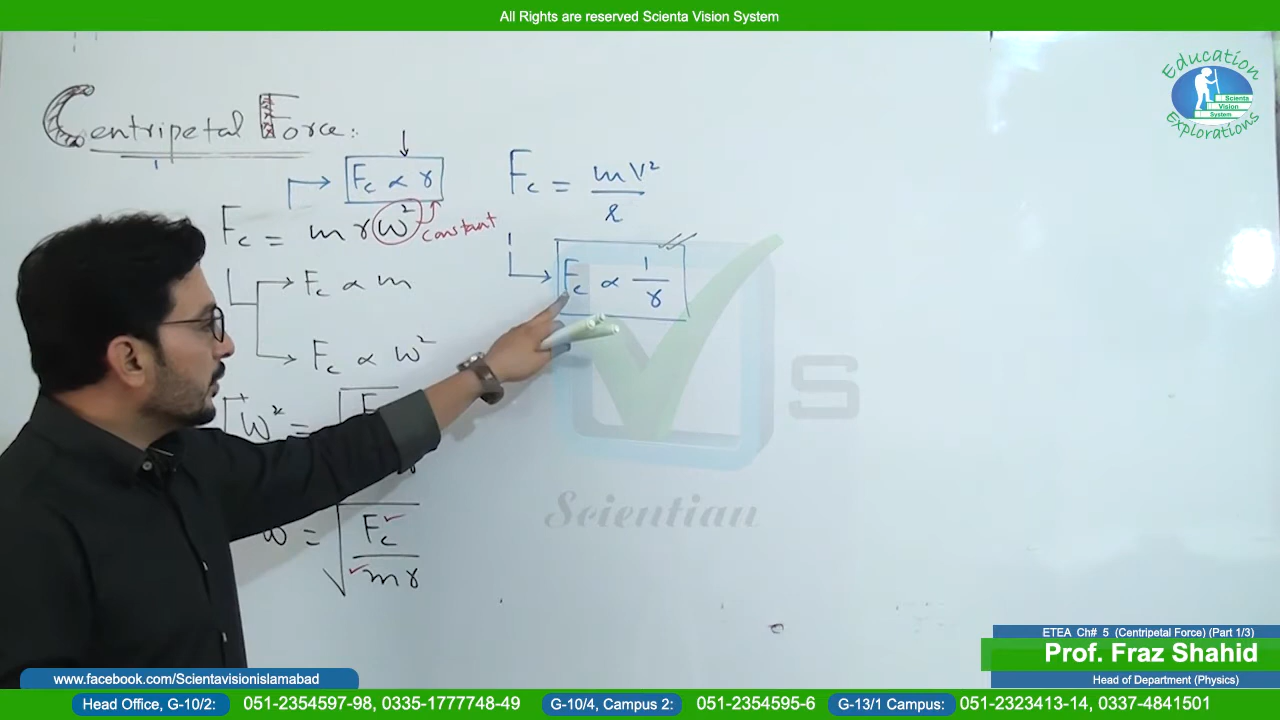 All Rights are reserved Scienta Vision System
Education
Scienta
Vision
System
Explorations
Centripetal Force:
Fc ∝ r
Fc = mrω² constant
Fc ∝ m
Fc ∝ ω²
ω² =
ω = √(Fc/mr)
Fc = mv²/r
Fc ∝ 1/r
S
Scientian
ETEA Ch# 5 (Centripetal Force) (Part 1/3)
Prof. Fraz Shahid
Head of Department (Physics)
www.facebook.com/Scientavisionislamabad
Head Office, G-10/2: 051-2354597-98, 0335-1777748-49 G-10/4, Campus 2: 051-2354595-6 G-13/1 Campus: 051-2323413-14, 0337-4841501